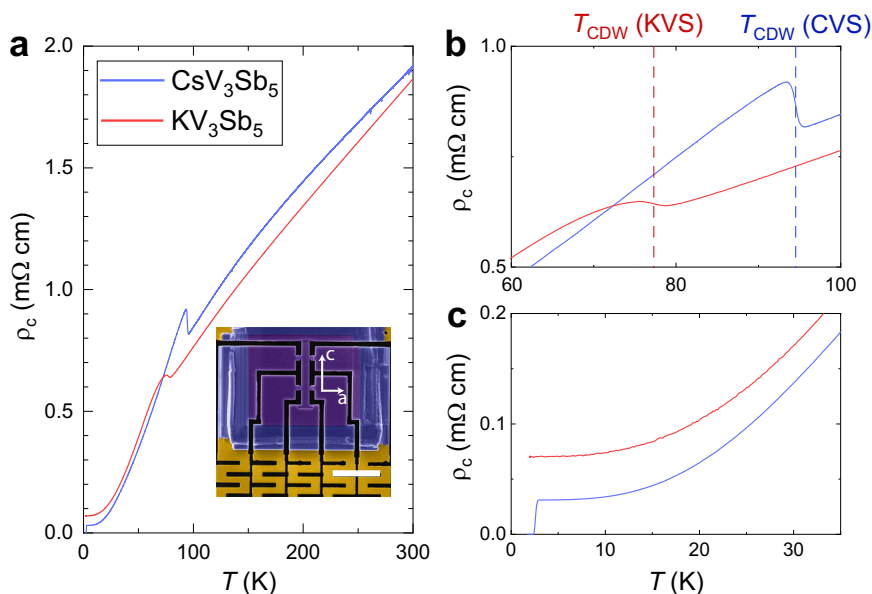 a
2.0
1.5
1.0
0.5
0.0
ρc (mΩ cm)
CsV3Sb5
KV3Sb5
c
a
0
100
200
300
T (K)
TCDW (KVS)
TCDW (CVS)
b
1.0
0.5
ρc (mΩ cm)
60
80
100
c
0.2
0.1
0.0
ρc (mΩ cm)
0
10
20
30
T (K)